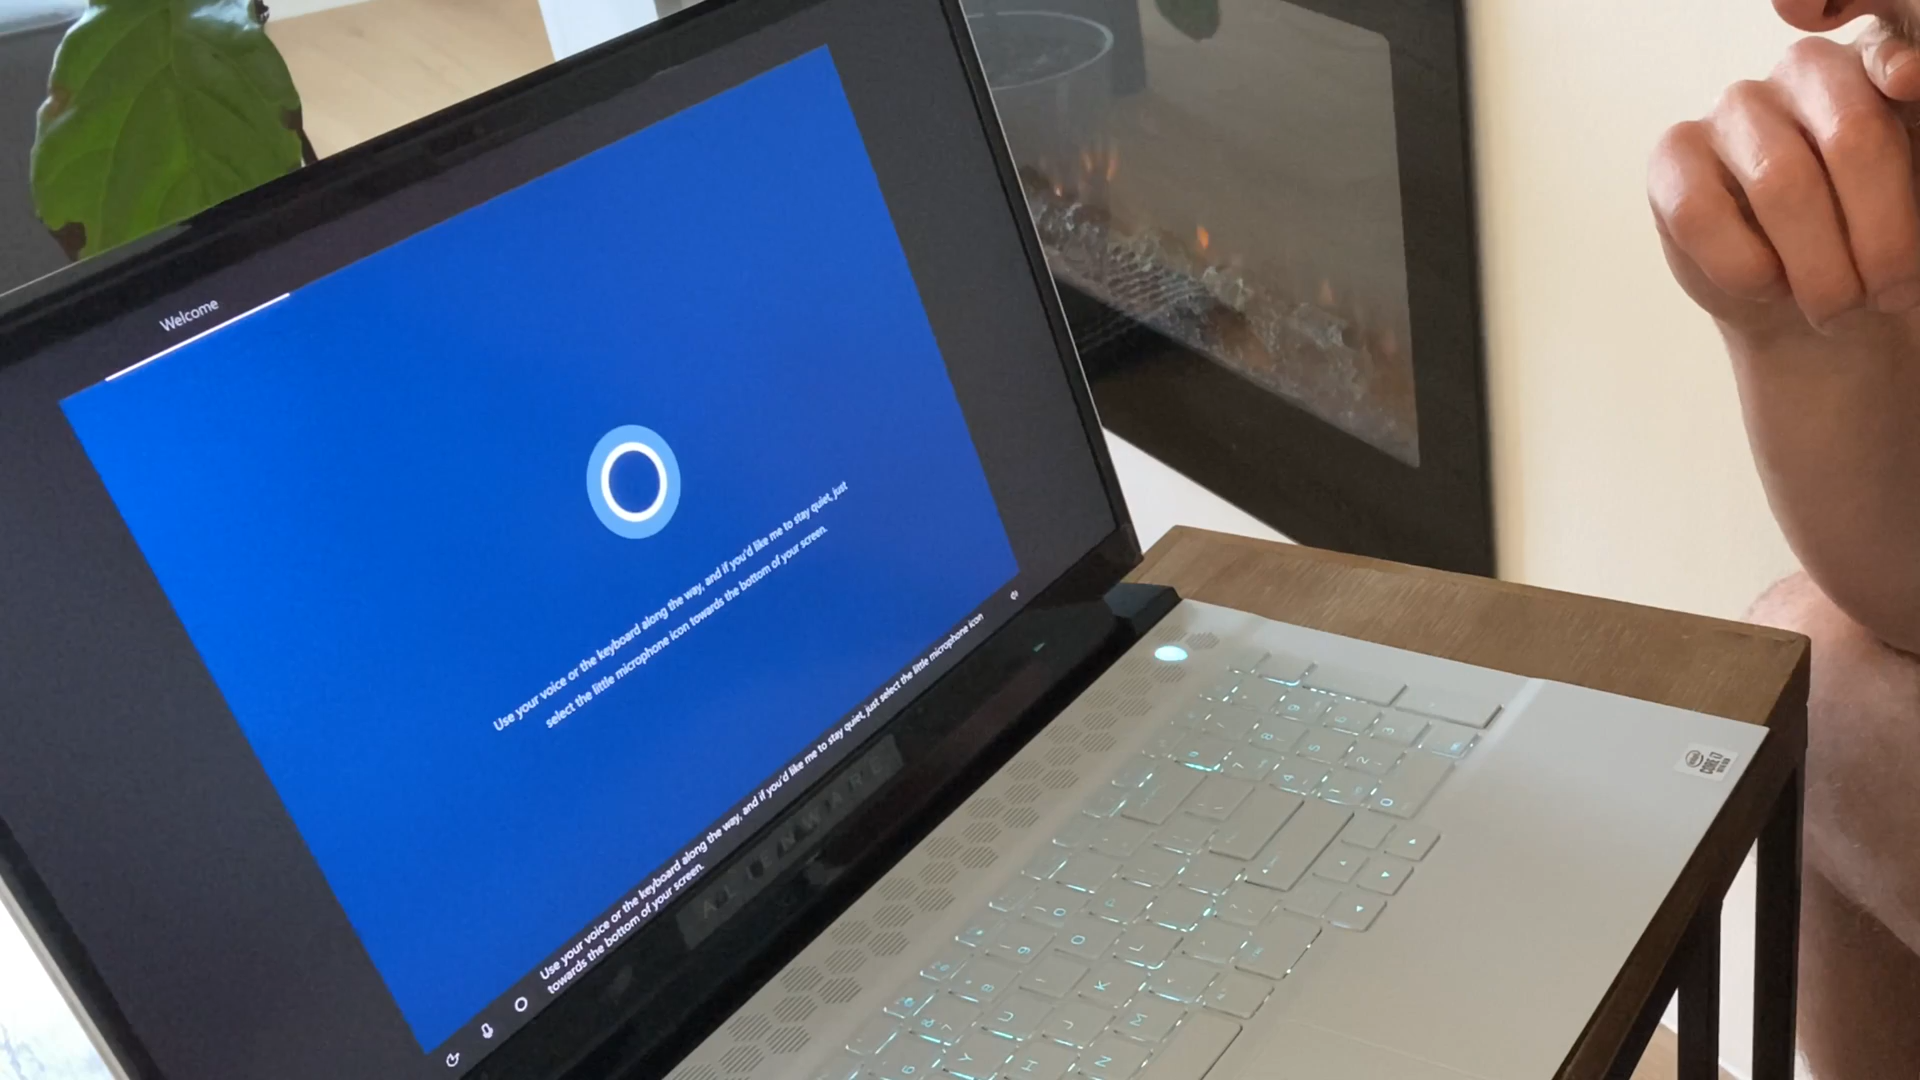 Welcome
Use your voice or the keyboard along the way, and if you'd like me to stay quiet, just
select the little microphone icon towards the bottom of your screen.
Use your voice or the keyboard along the way, and if you'd like me to stay quiet, just select the little microphone icon
towards the bottom of your screen.
ALIENWARE
CORE i7